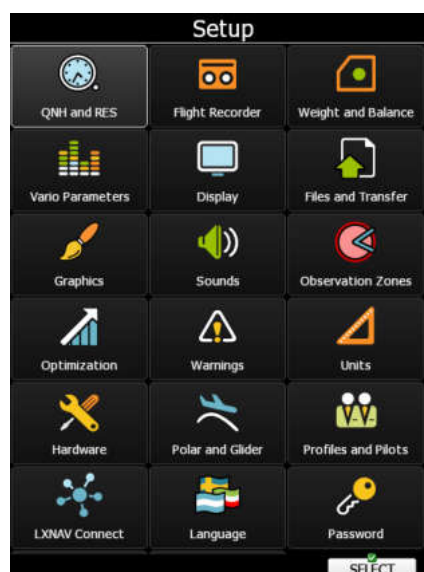 Setup
QNH and RES
Flight Recorder
Weight and Balance
Vario Parameters
Display
Files and Transfer
Graphics
Sounds
Observation Zones
Optimization
Warnings
Units
Hardware
Polar and Glider
Profiles and Pilots
LXNAV Connect
Language
Password
SELECT